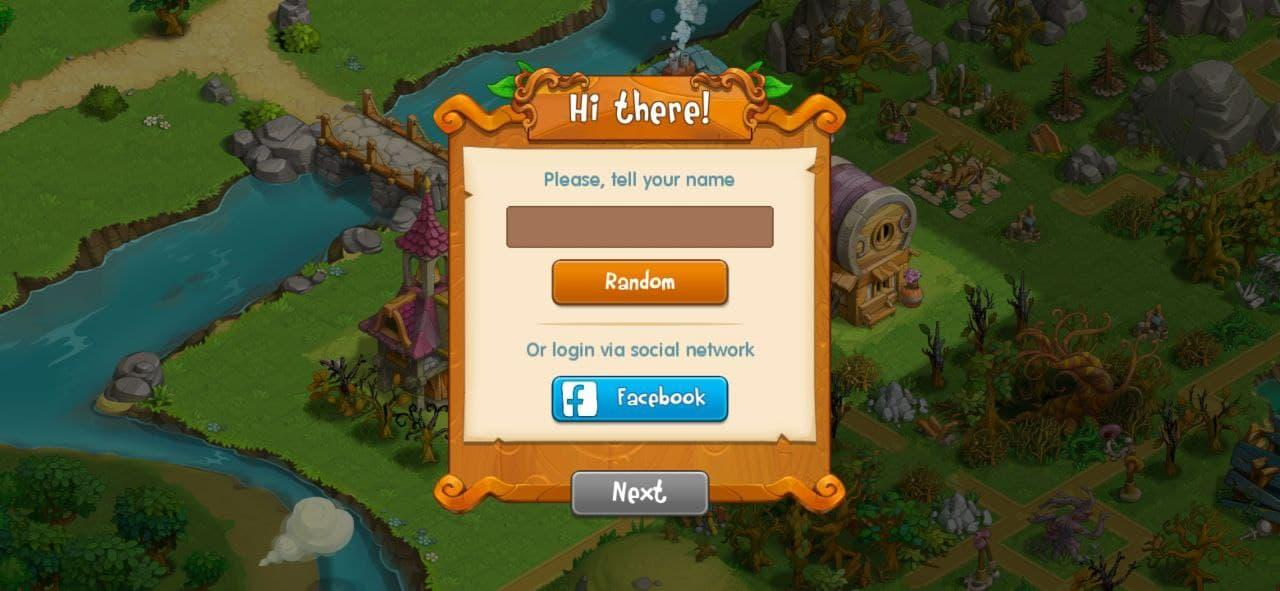 Hi there!
Please, tell your name
Random
Or login via social network
Facebook
Next